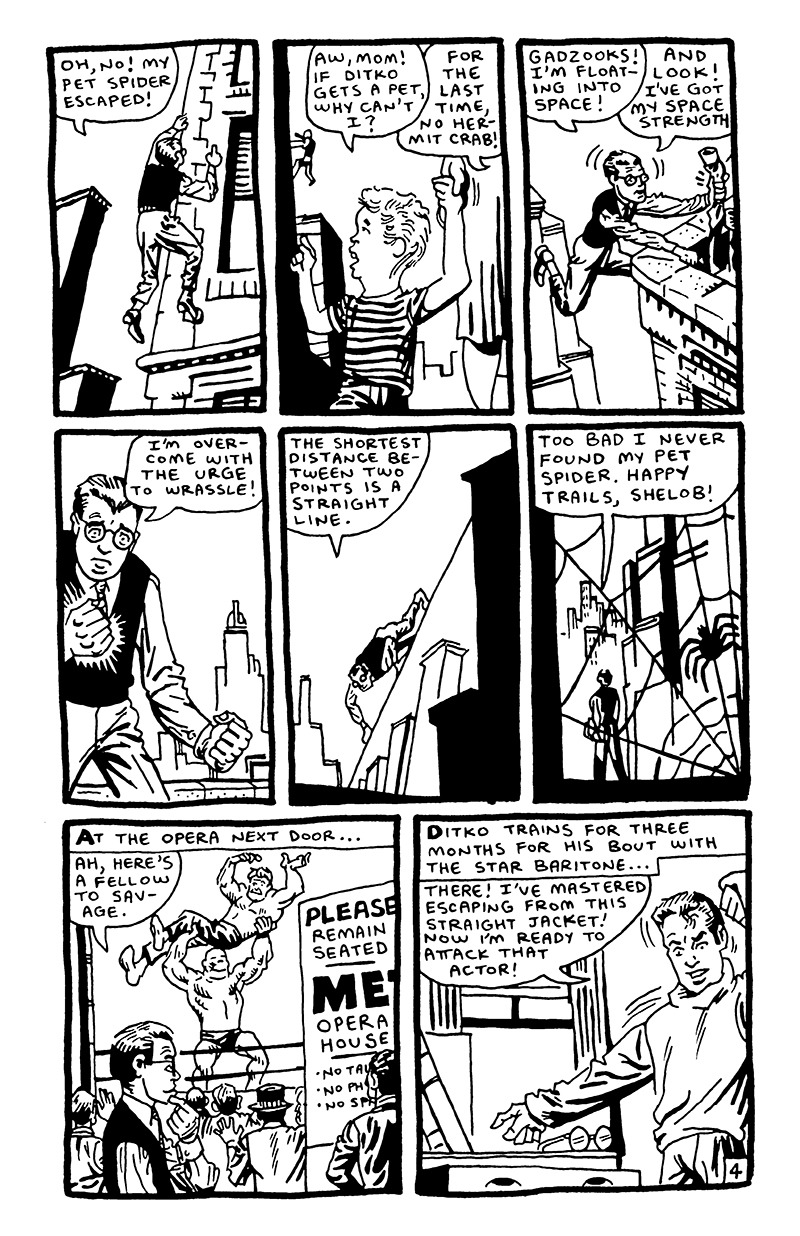 OH, NO! MY
PET SPIDER
ESCAPED!
AW, MOM!
IF DITKO
GETS A PET,
WHY CAN'T
I?
FOR
THE
LAST
TIME,
NO HER-
MIT CRAB!
GADZOOKS!
I'M FLOAT-
ING INTO
SPACE!
AND
LOOK!
I'VE GOT
MY SPACE
STRENGTH
I'M OVER-
COME WITH
THE URGE
TO WRASSLE!
THE SHORTEST
DISTANCE BE-
TWEEN TWO
POINTS IS A
STRAIGHT
LINE.
TOO BAD I NEVER
FOUND MY PET
SPIDER. HAPPY
TRAILS, SHELOB!
AT THE OPERA NEXT DOOR...
AH, HERE'S
A FELLOW
TO SAV-
AGE.
PLEASE
REMAIN
SEATED
MET
OPERA
HOUSE
• NO TAL
• NO PH
• NO SP
DITKO TRAINS FOR THREE
MONTHS FOR HIS BOUT WITH
THE STAR BARITONE...
THERE! I'VE MASTERED
ESCAPING FROM THIS
STRAIGHT JACKET!
NOW I'M READY TO
ATTACK THAT
ACTOR!
4